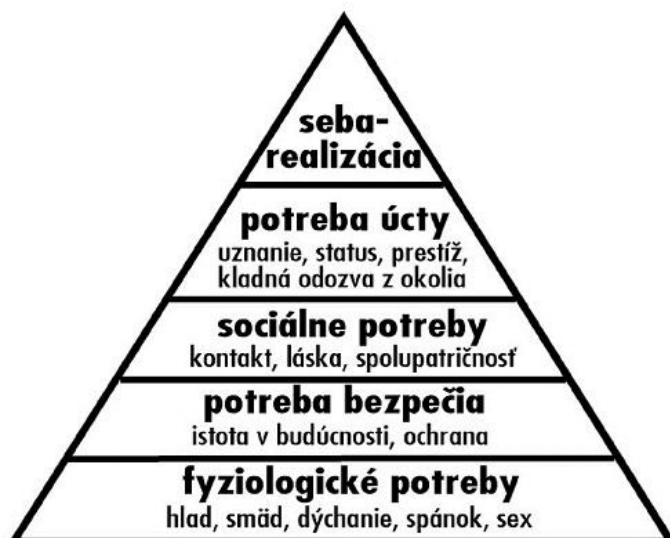 seba-
realizácia
potreba úcty
uznanie, status, prestíž,
kladná odozva z okolia
sociálne potreby
kontakt, láska, spolupatričnosť
potreba bezpečia
istota v budúcnosti, ochrana
fyziologické potreby
hlad, smäd, dýchanie, spánok, sex